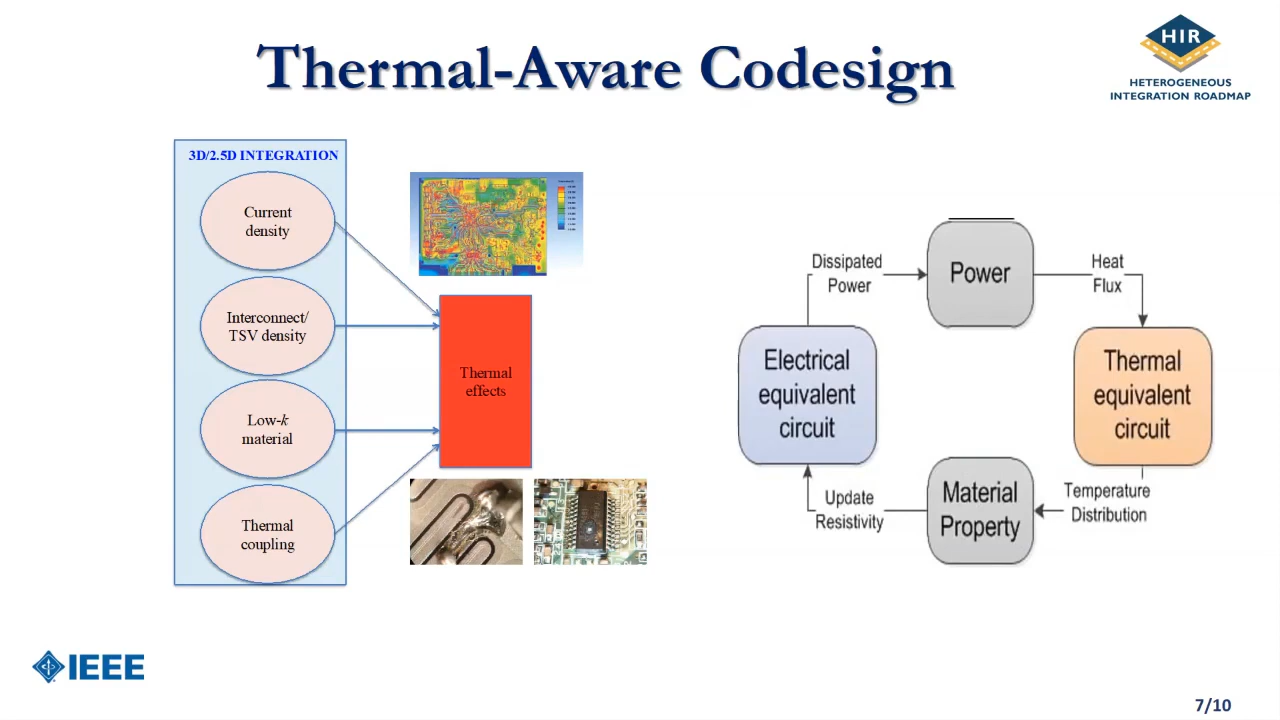 Thermal-Aware Codesign
HIR
HETEROGENEOUS
INTEGRATION ROADMAP
3D/2.5D INTEGRATION
Current
density
Interconnect/
TSV density
Low-k
material
Thermal
coupling
Thermal
effects
Dissipated
Power
Power
Heat
Flux
Electrical
equivalent
circuit
Thermal
equivalent
circuit
Update
Resistivity
Material
Property
Temperature
Distribution
IEEE
7/10